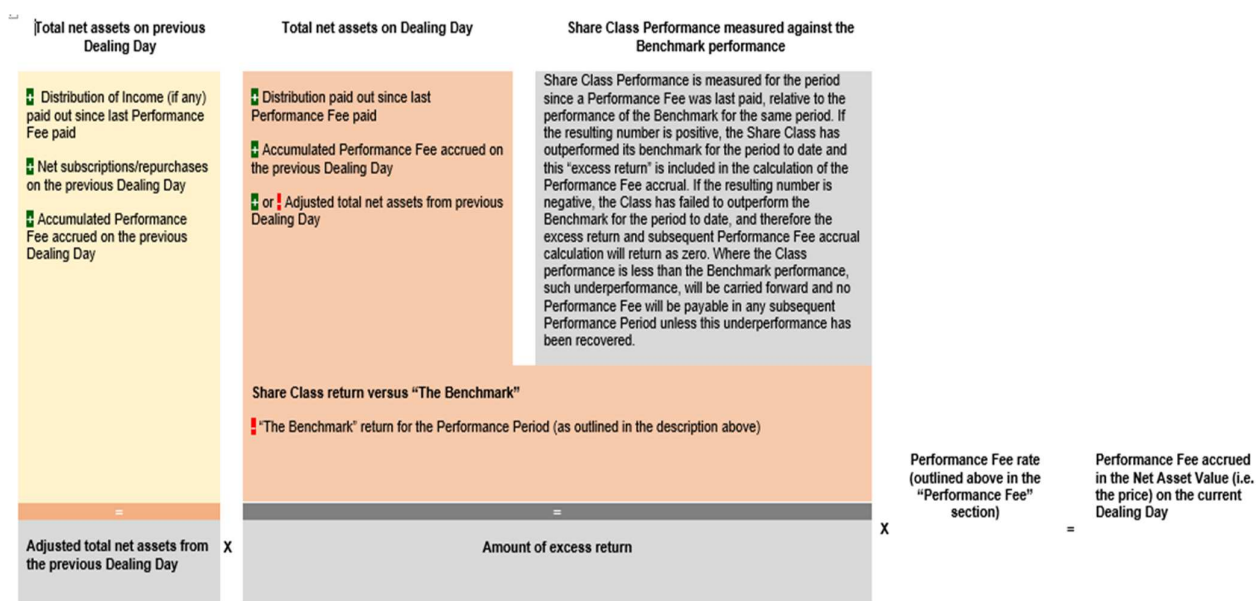 Total net assets on previous
Dealing Day
+ Distribution of Income (if any)
paid out since last Performance
Fee paid
+ Net subscriptions/repurchases
on the previous Dealing Day
+ Accumulated Performance
Fee accrued on the previous
Dealing Day
=
Adjusted total net assets from
the previous Dealing Day
X
Total net assets on Dealing Day
+ Distribution paid out since last
Performance Fee paid
+ Accumulated Performance Fee accrued on
the previous Dealing Day
+ or ! Adjusted total net assets from previous
Dealing Day
Share Class Performance measured against the
Benchmark performance
Share Class Performance is measured for the period
since a Performance Fee was last paid, relative to the
performance of the Benchmark for the same period. If
the resulting number is positive, the Share Class has
outperformed its benchmark for the period to date and
this “excess return” is included in the calculation of the
Performance Fee accrual. If the resulting number is
negative, the Class has failed to outperform the
Benchmark for the period to date, and therefore the
excess return and subsequent Performance Fee accrual
calculation will return as zero. Where the Class
performance is less than the Benchmark performance,
such underperformance, will be carried forward and no
Performance Fee will be payable in any subsequent
Performance Period unless this underperformance has
been recovered.
Share Class return versus “The Benchmark”
! “The Benchmark” return for the Performance Period (as outlined in the description above)
=
Amount of excess return
X
Performance Fee rate
(outlined above in the
“Performance Fee”
section)
=
Performance Fee accrued
in the Net Asset Value (i.e.
the price) on the current
Dealing Day